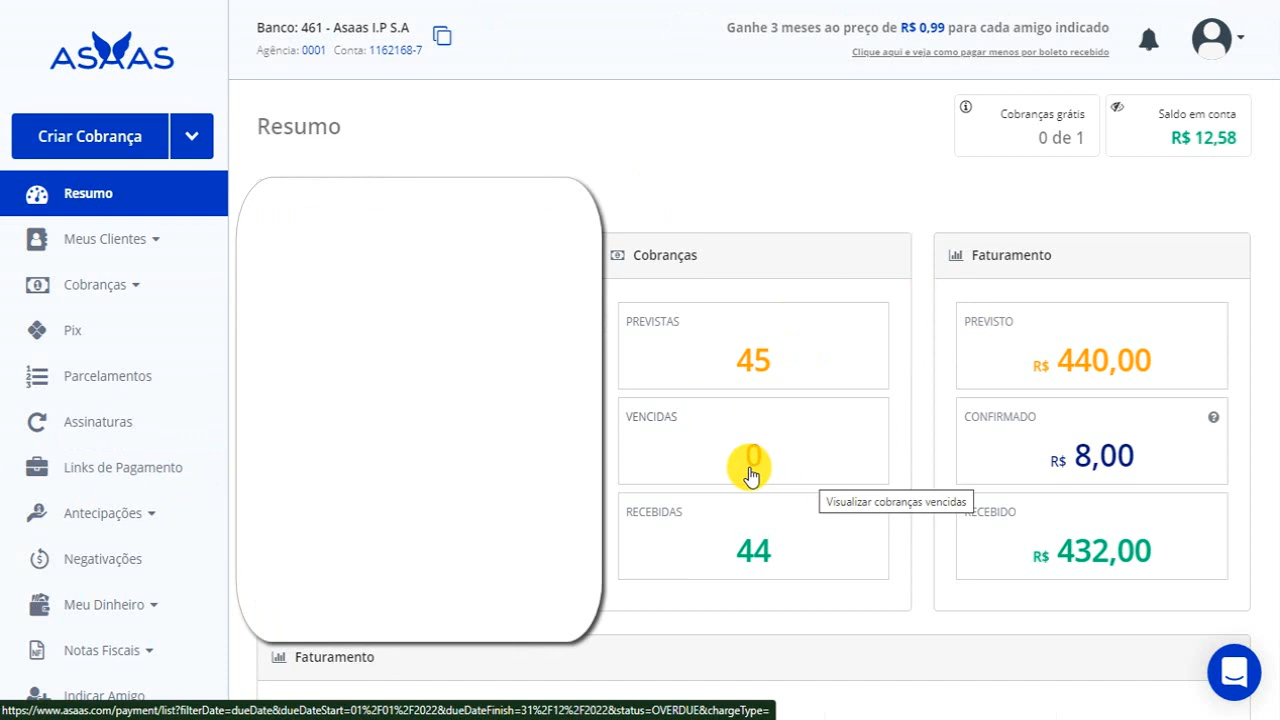 ASAAS
Banco: 461 - Asaas I.P S.A
Agência: 0001 Conta: 1162168-7
Ganhe 3 meses ao preço de R$ 0,99 para cada amigo indicado
Clique aqui e veja como pagar menos por boleto recebido
Criar Cobrança
Resumo
Meus Clientes
Cobranças
Pix
Parcelamentos
Assinaturas
Links de Pagamento
Antecipações
Negativações
Meu Dinheiro
Notas Fiscais
Indicar Amigo
Resumo
Cobranças grátis
0 de 1
Saldo em conta
R$ 12,58
Cobranças
PREVISTAS
45
VENCIDAS
0
RECEBIDAS
44
Faturamento
PREVISTO
R$ 440,00
CONFIRMADO
R$ 8,00
RECEBIDO
R$ 432,00
Visualizar cobranças vencidas
Faturamento
https://www.asaas.com/payment/list?filterDate=dueDate&dueDateStart=01%2F01%2F2022&dueDateFinish=31%2F12%2F2022&status=OVERDUE&chargeType=